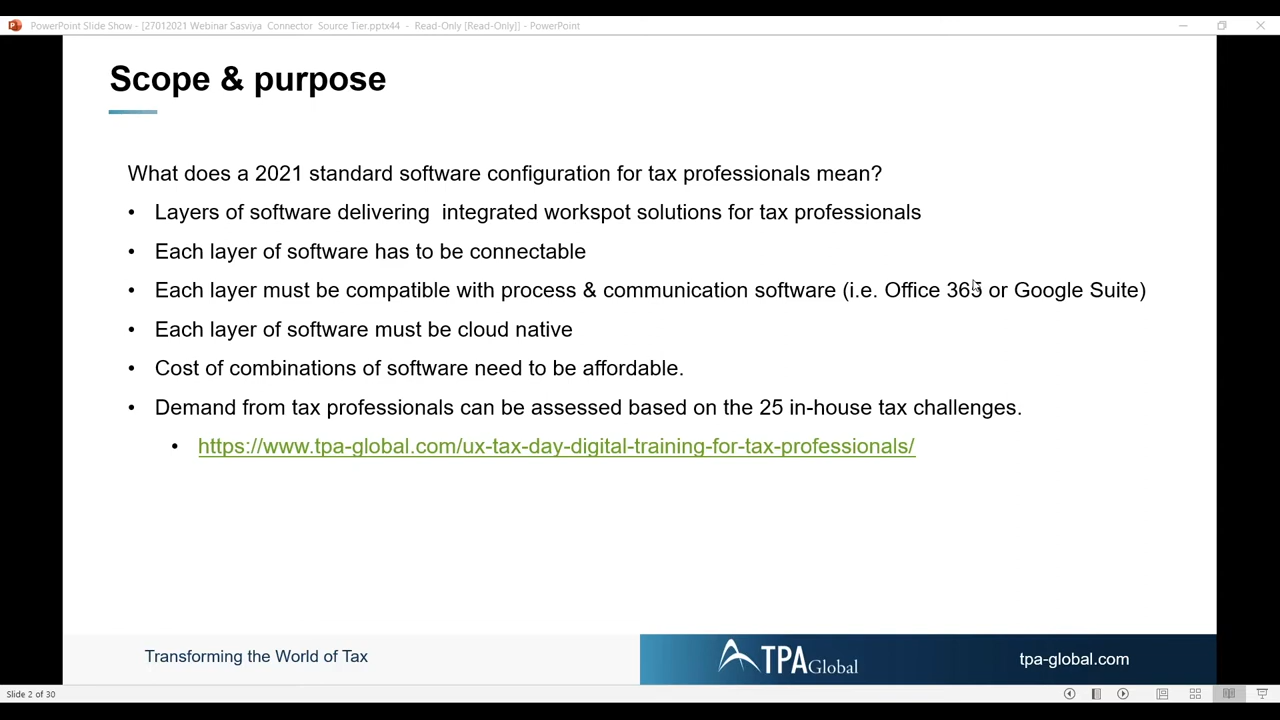 PowerPoint Slide Show - [27012021 Webinar Sasviya Connector Source Tier.pptx44 - Read-Only [Read-Only]] - PowerPoint
Scope & purpose
What does a 2021 standard software configuration for tax professionals mean?
• Layers of software delivering  integrated workspot solutions for tax professionals
• Each layer of software has to be connectable
• Each layer must be compatible with process & communication software (i.e. Office 365 or Google Suite)
• Each layer of software must be cloud native
• Cost of combinations of software need to be affordable.
• Demand from tax professionals can be assessed based on the 25 in-house tax challenges.
• https://www.tpa-global.com/ux-tax-day-digital-training-for-tax-professionals/
Transforming the World of Tax
TPA Global
tpa-global.com
Slide 2 of 30